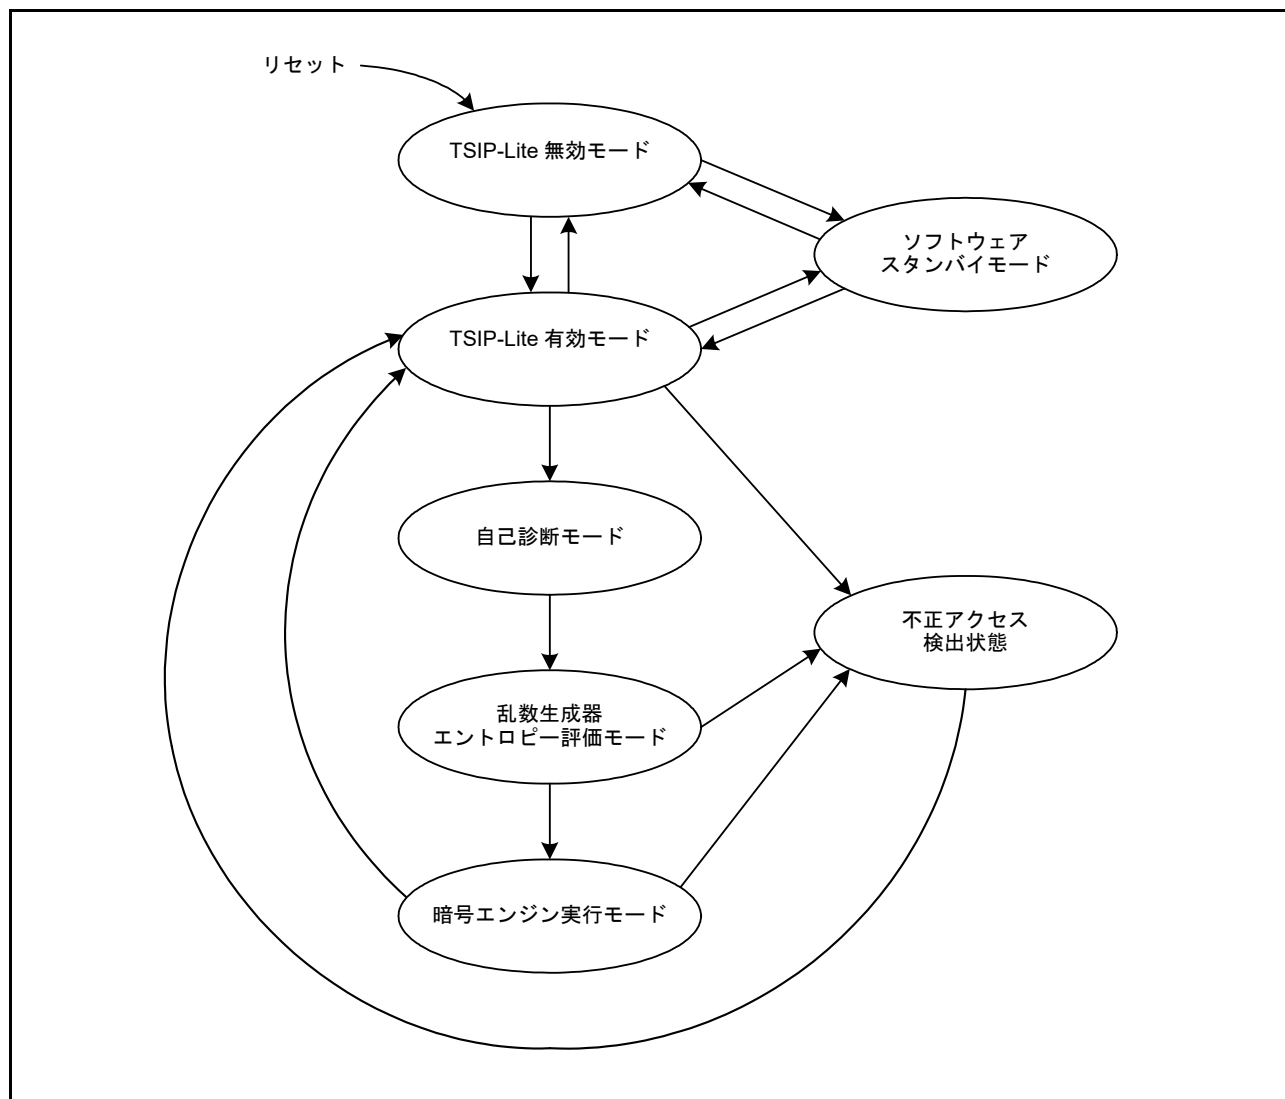 リセット
TSIP-Lite 無効モード
ソフトウェア
スタンバイモード
TSIP-Lite 有効モード
自己診断モード
不正アクセス
検出状態
乱数生成器
エントロピー評価モード
暗号エンジン実行モード